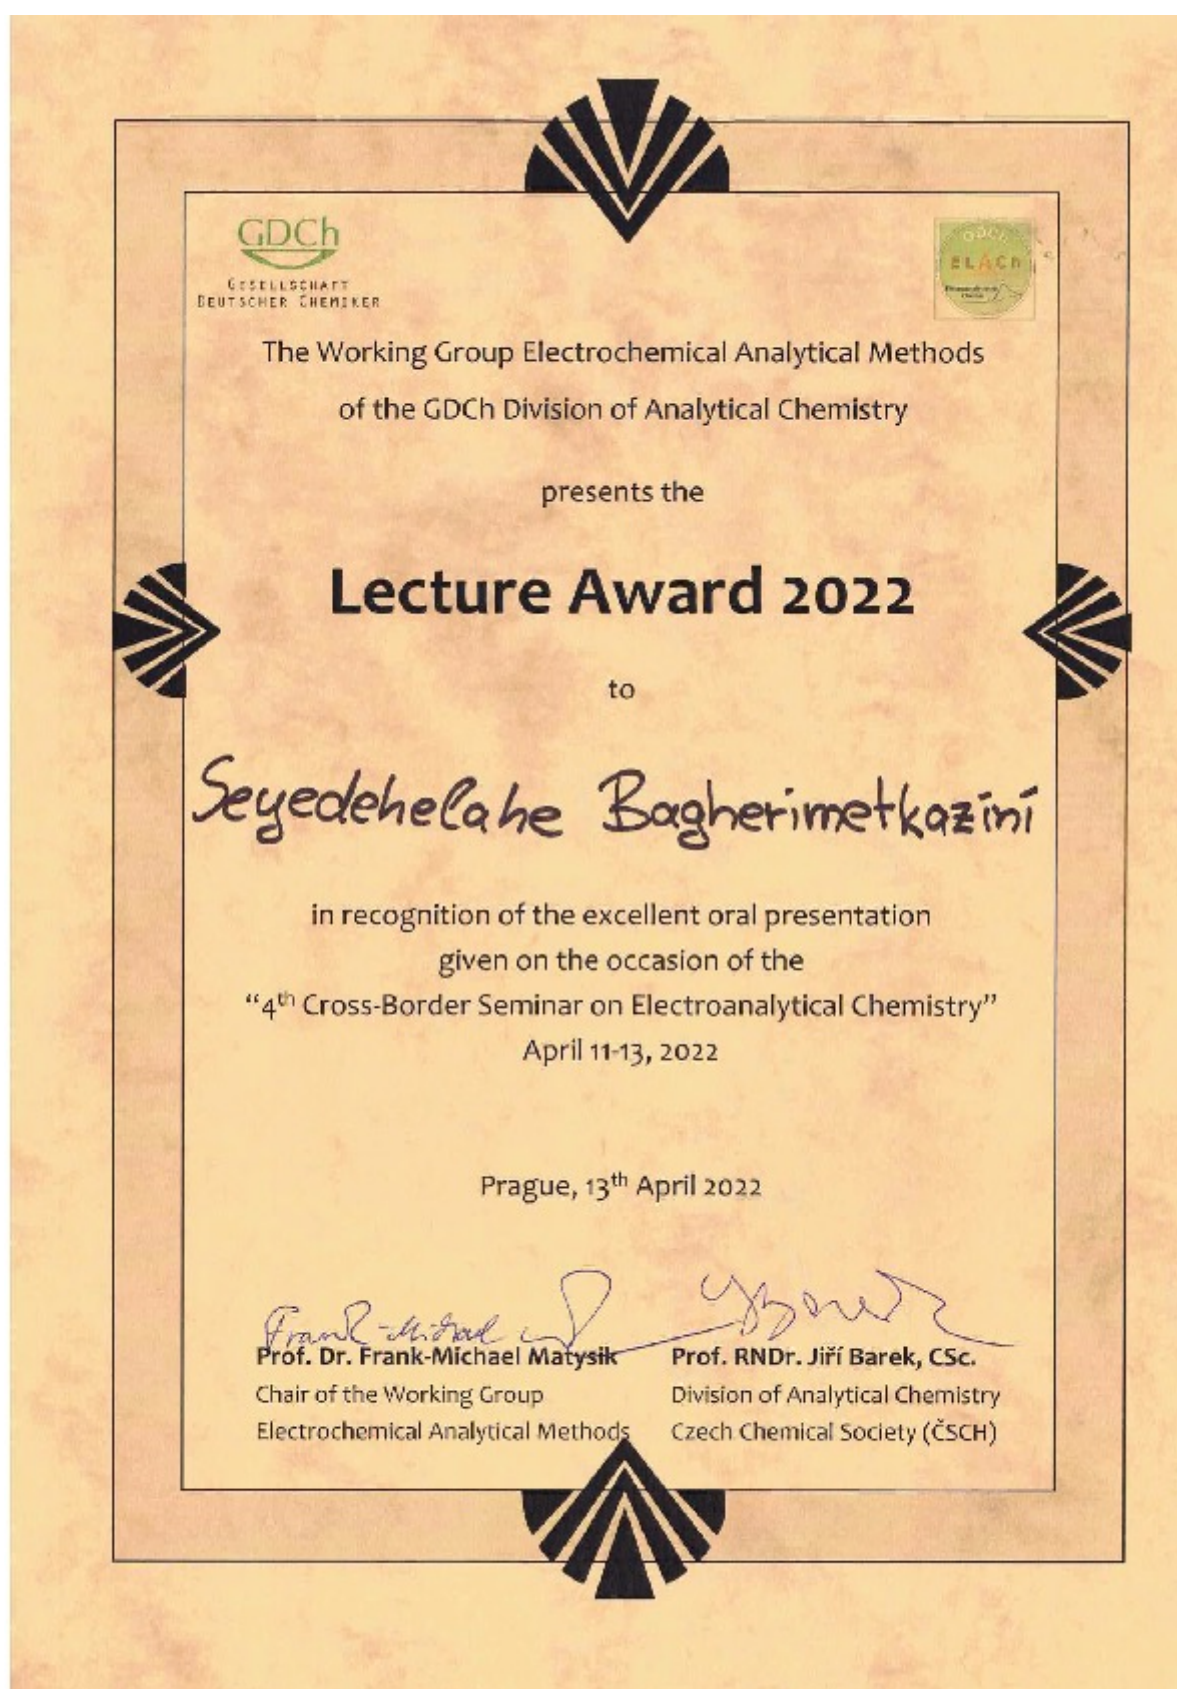 GDCh
GESELLSCHAFT
DEUTSCHER CHEMIKER
GDCh
ELACh
The Working Group Electrochemical Analytical Methods
of the GDCh Division of Analytical Chemistry
presents the
Lecture Award 2022
to
Seyedehelahe Bagherimetkazini
in recognition of the excellent oral presentation
given on the occasion of the
“4th Cross-Border Seminar on Electroanalytical Chemistry”
April 11-13, 2022
Prague, 13th April 2022
Frank-Michael
Prof. Dr. Frank-Michael Matysik
Chair of the Working Group
Electrochemical Analytical Methods
Prof. RNDr. Jiří Barek, CSc.
Division of Analytical Chemistry
Czech Chemical Society (ČSCH)